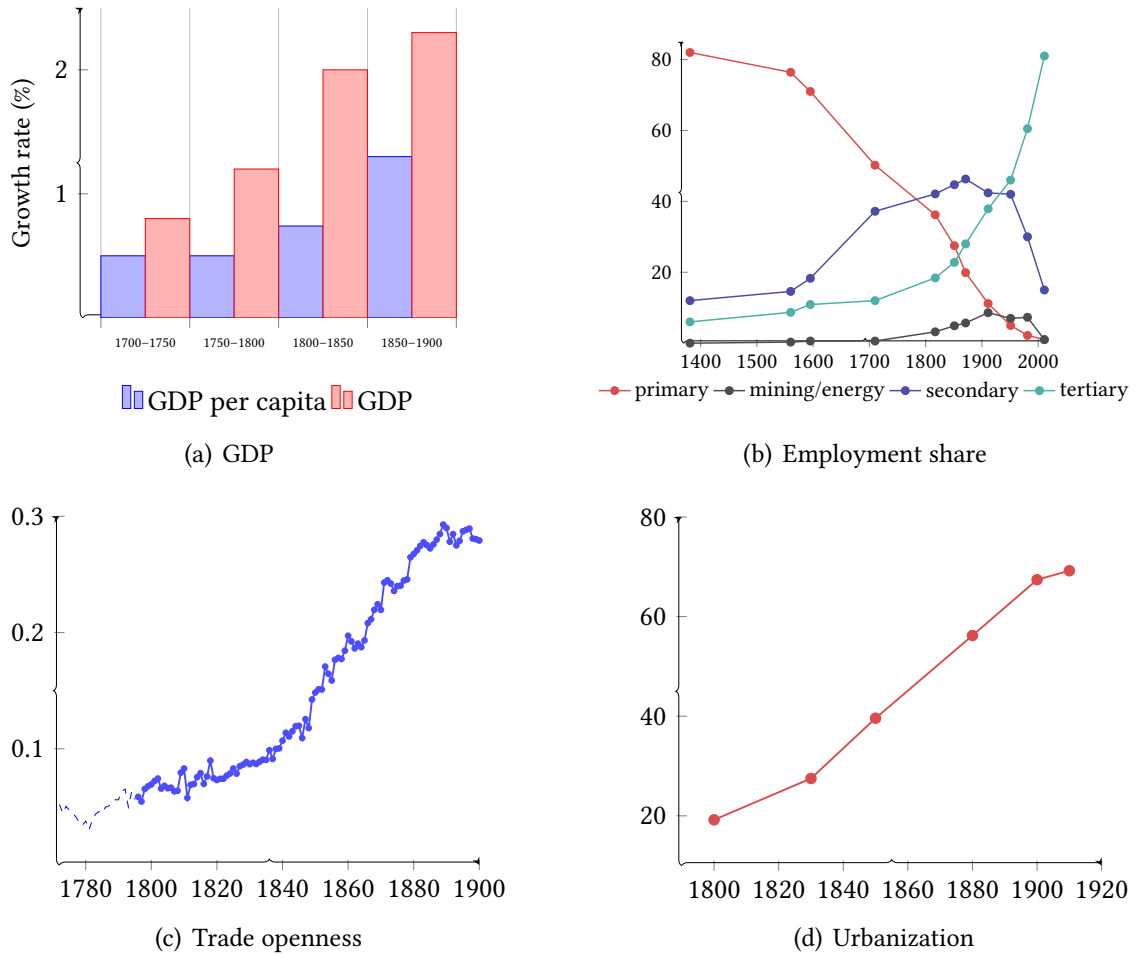 Growth rate (%)
2
1
1700–1750
1750–1800
1800–1850
1850–1900
GDP per capita GDP
(a) GDP
80
60
40
20
1400 1500 1600 1700 1800 1900 2000
primary mining/energy secondary tertiary
(b) Employment share
0.3
0.2
0.1
1780 1800 1820 1840 1860 1880 1900
(c) Trade openness
80
60
40
20
1800 1820 1840 1860 1880 1900 1920
(d) Urbanization